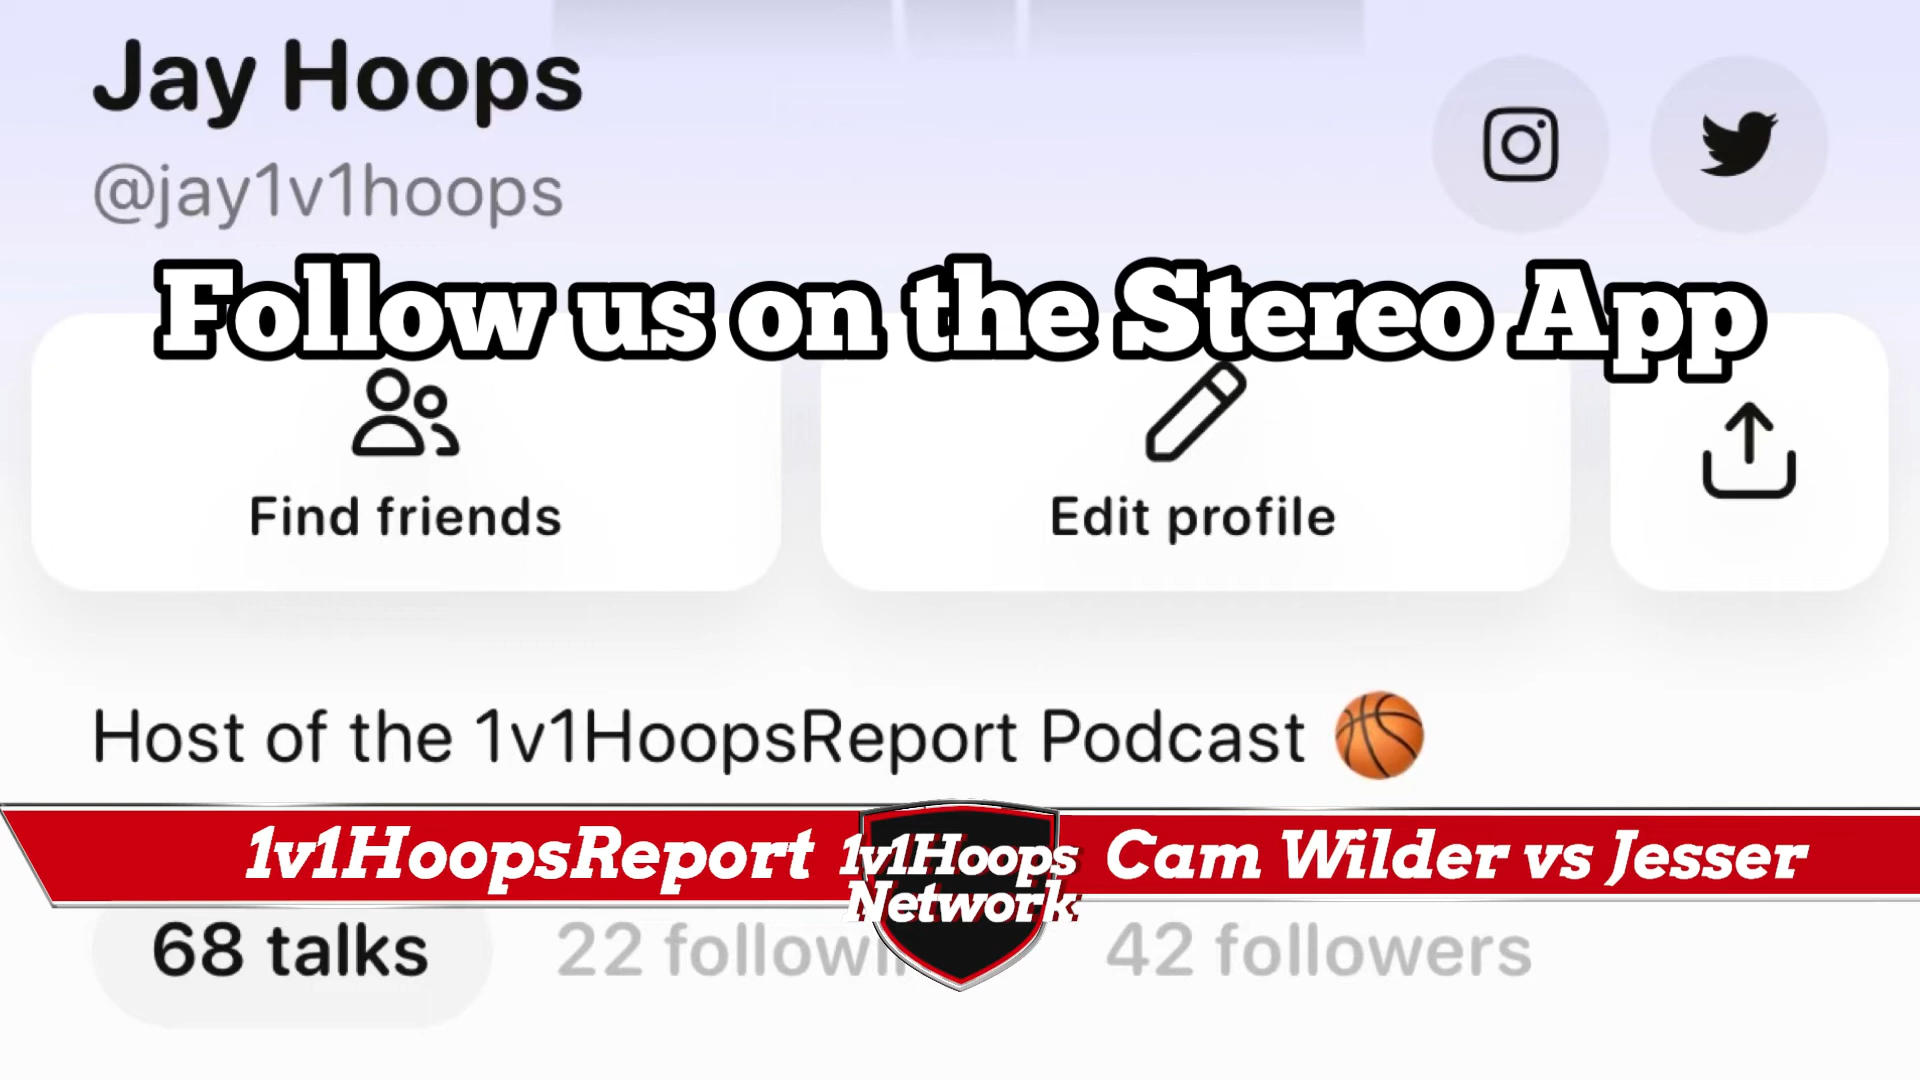 Jay Hoops
@jay1v1hoops
Follow us on the Stereo App
Find friends
Edit profile
Host of the 1v1HoopsReport Podcast 🏀
1v1HoopsReport
1v1Hoops
Network
Cam Wilder vs Jesser
68 talks
22
42 followers